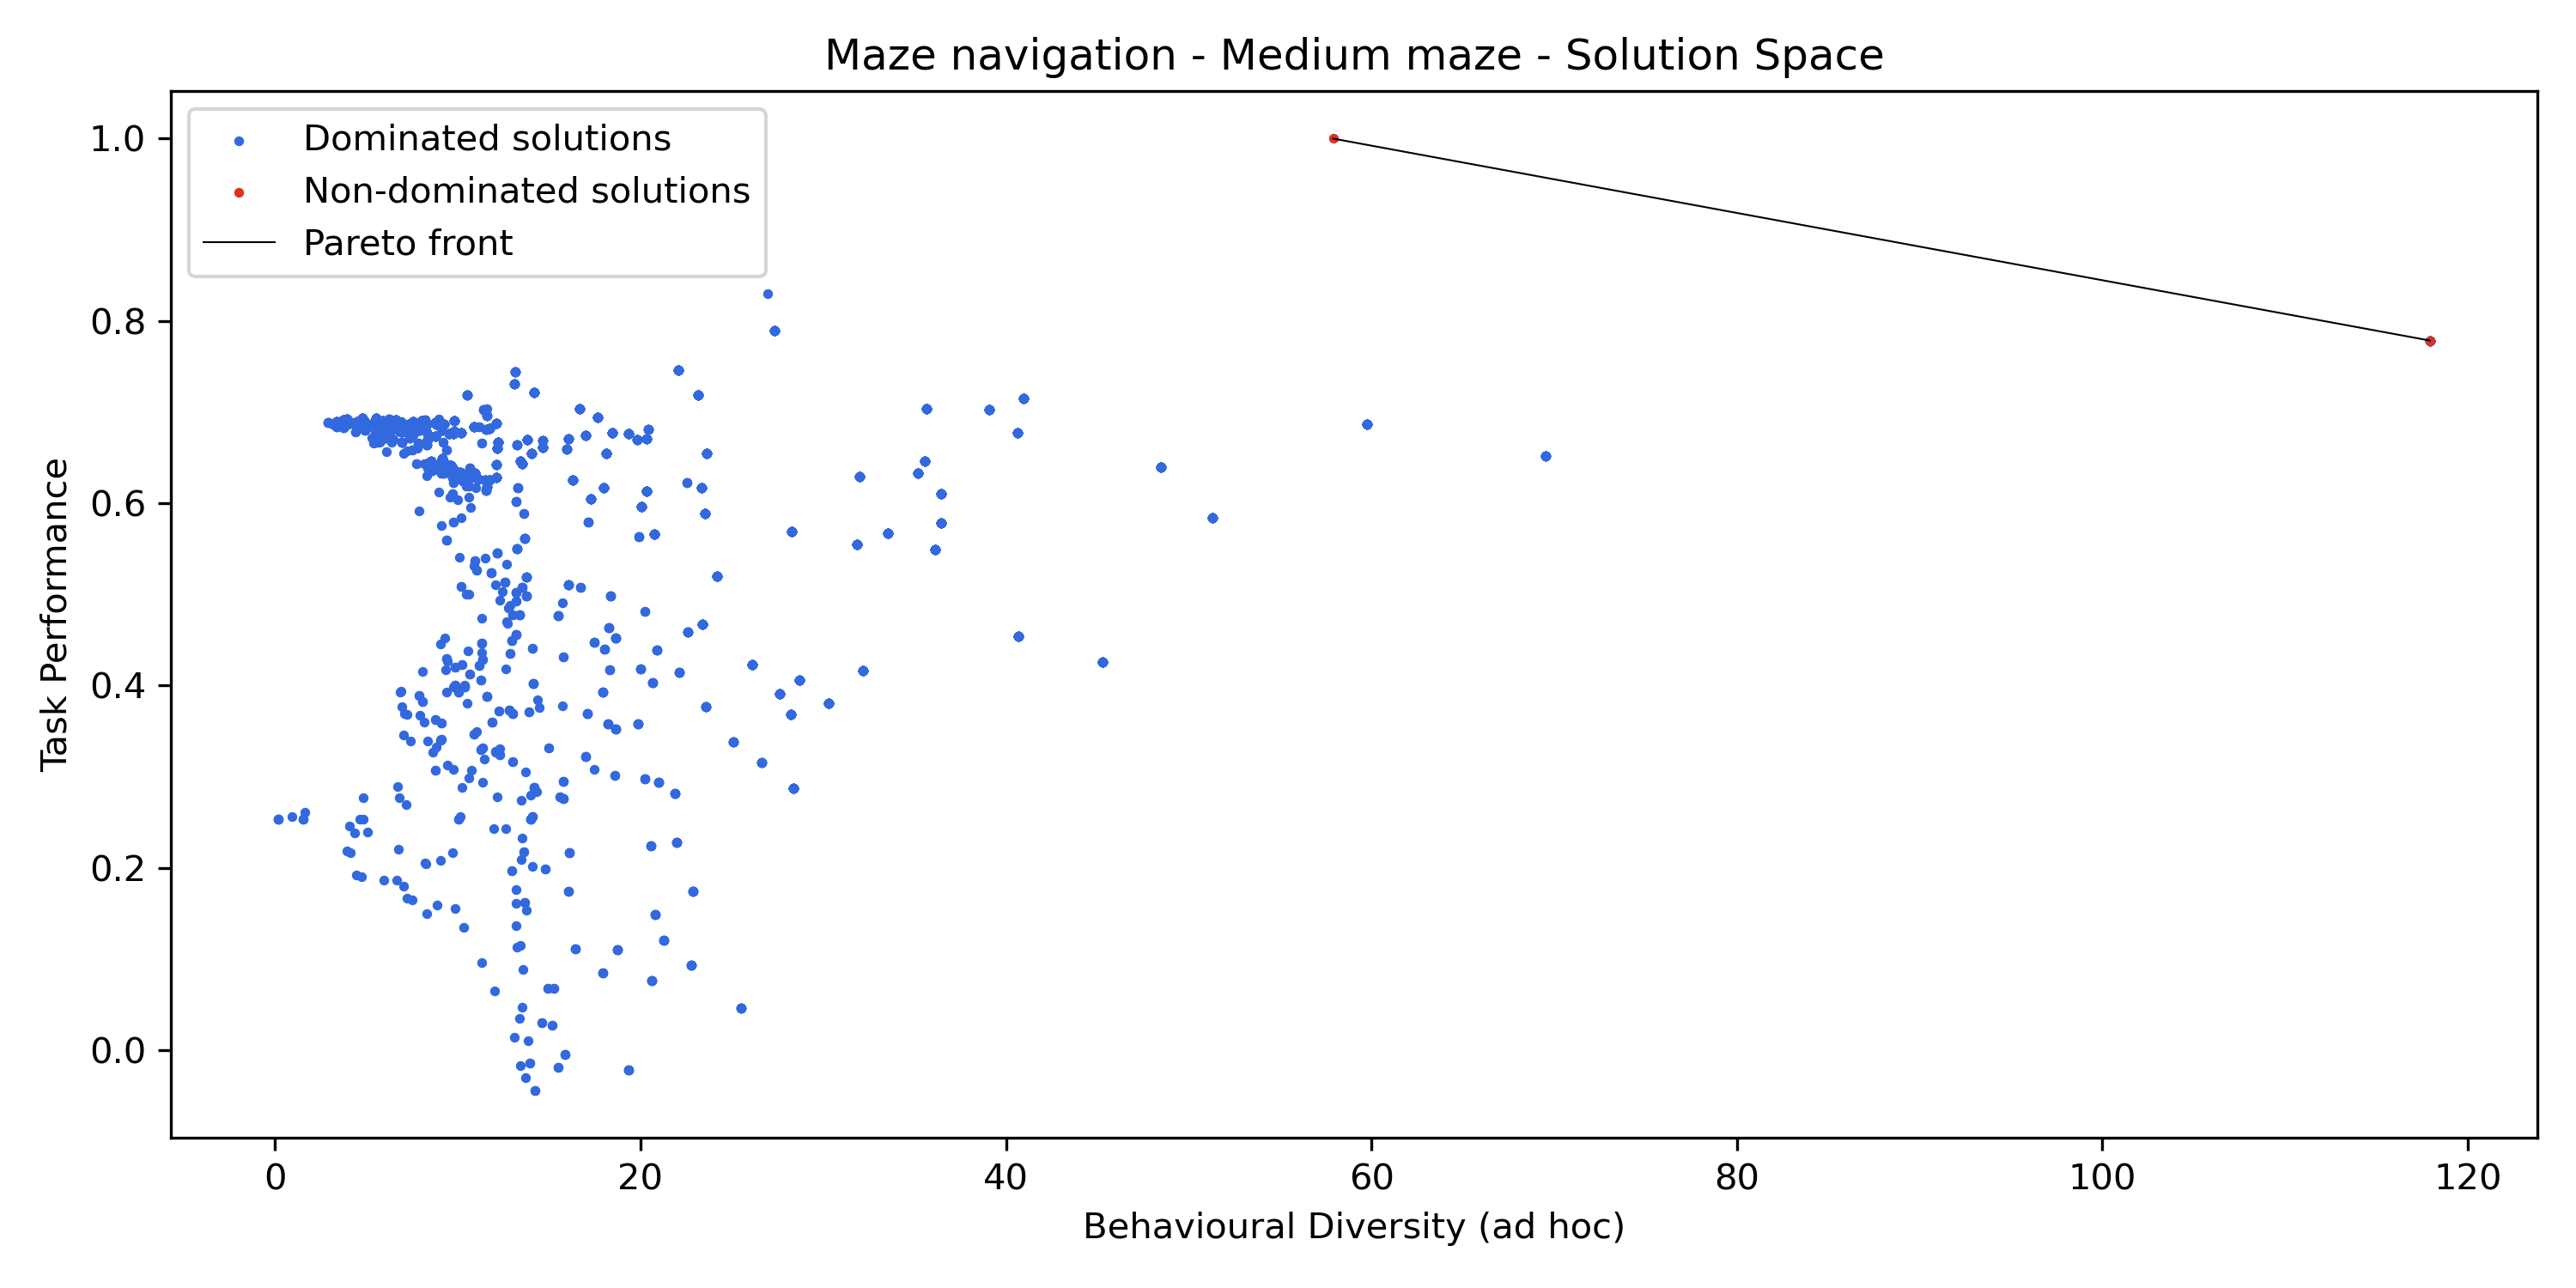 Maze navigation - Medium maze - Solution Space
Dominated solutions
Non-dominated solutions
Pareto front
1.0
0.8
0.6
0.4
0.2
0.0
Task Performance
0 20 40 60 80 100 120
Behavioural Diversity (ad hoc)